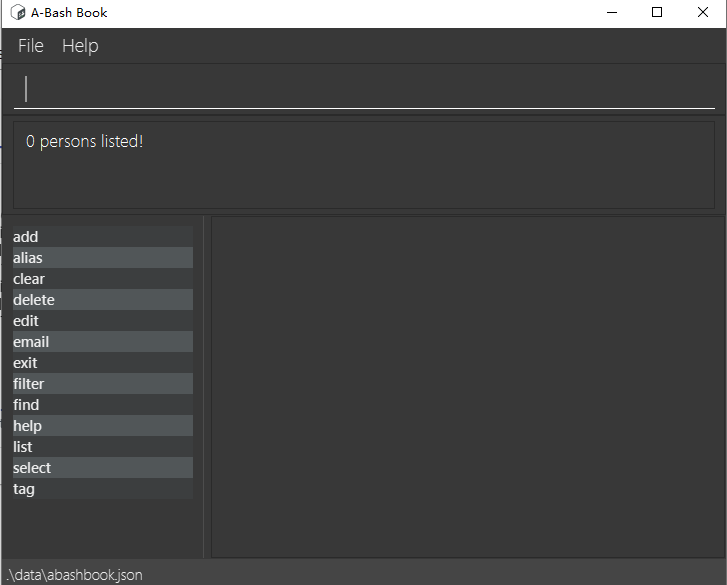 A-Bash Book
File Help
0 persons listed!
add
alias
clear
delete
edit
email
exit
filter
find
help
list
select
tag
.\data\abashbook.json